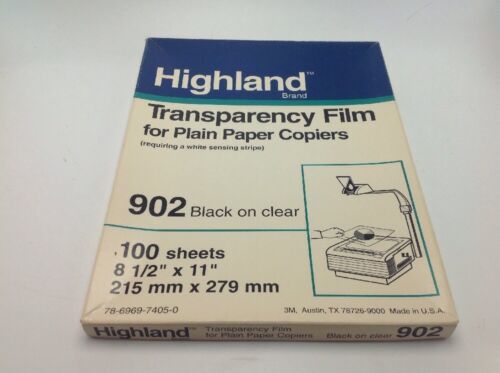 Highland™
Brand
Transparency Film
for Plain Paper Copiers
(requiring a white sensing stripe)
902 Black on clear
100 sheets
8 1/2" x 11"
215 mm x 279 mm
78-6969-7405-0
3M, Austin, TX 78726-9000 Made in U.S.A.
Highland™ Transparency Film
for Plain Paper Copiers Black on clear 902